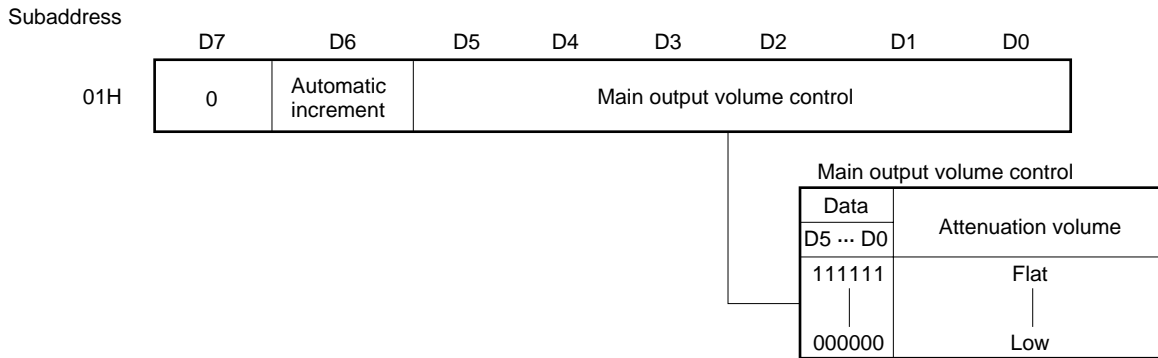 Subaddress
D7 D6 D5 D4 D3 D2 D1 D0
01H 0 Automatic increment Main output volume control
Main output volume control
Data Attenuation volume
D5 ··· D0
111111 Flat
000000 Low